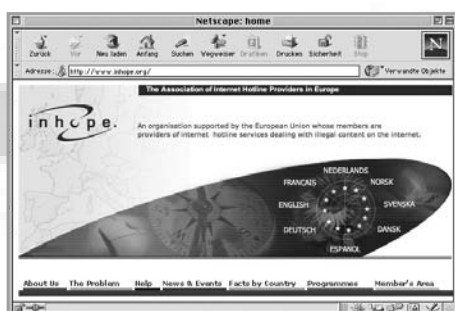 Netscape: home
Zurück Vor Neu laden Anfang Suchen Vegveiser Grafiken Drucken Sicherheit Stop
N
Adresse: http://www.inhope.org/ Verwandte Objekte
The Association of Internet Hotline Providers in Europe
inhope.
An organisation supported by the European Union whose members are
providers of internet hotline services dealing with illegal content on the internet.
NEDERLANDS
FRANCAIS NORSK
ENGLISH SVENSKA
DEUTSCH DANSK
ESPANOL
About Us The Problem Help News & Events Facts by Country Programmes Member's Area